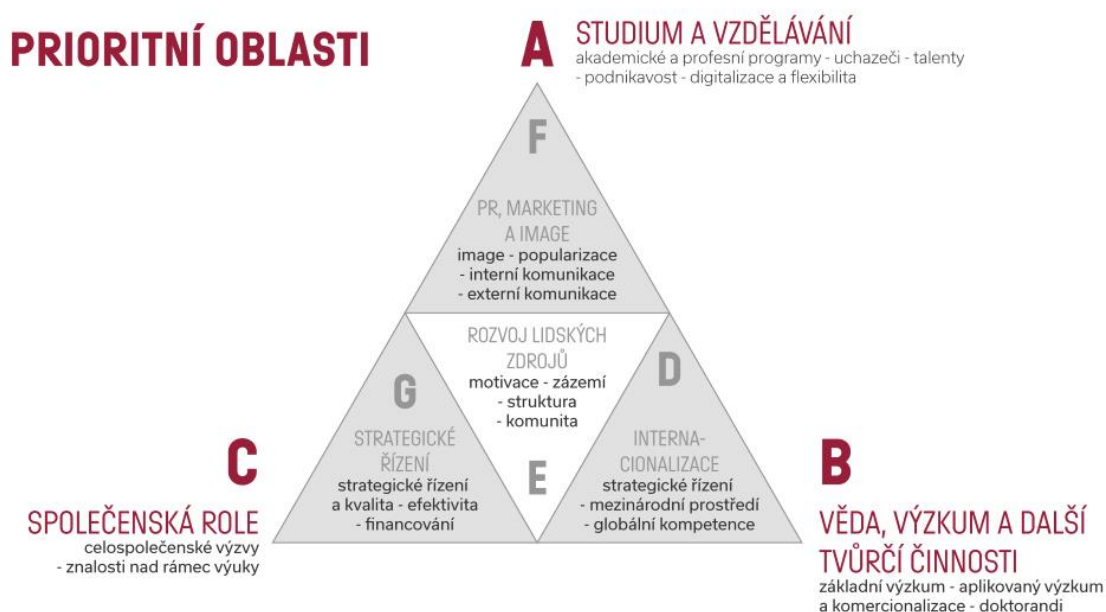 PRIORITNÍ OBLASTI
A
STUDIUM A VZDĚLÁVÁNÍ
akademické a profesní programy - uchazeči - talenty
- podnikavost - digitalizace a flexibilita
F
PR, MARKETING
A IMAGE
image - popularizace
- interní komunikace
- externí komunikace
ROZVOJ LIDSKÝCH
ZDROJŮ
motivace - zázemí
- struktura
- komunita
E
G
STRATEGICKÉ
ŘÍZENÍ
strategické řízení
a kvalita - efektivita
- financování
D
INTERNA-
CIONALIZACE
strategické řízení
- mezinárodní prostředí
- globální kompetence
C
SPOLEČENSKÁ ROLE
celospolečenské výzvy
- znalosti nad rámec výuky
B
VĚDA, VÝZKUM A DALŠÍ
TVŮRČÍ ČINNOSTI
základní výzkum - aplikovaný výzkum
a komercionalizace - doktorandi